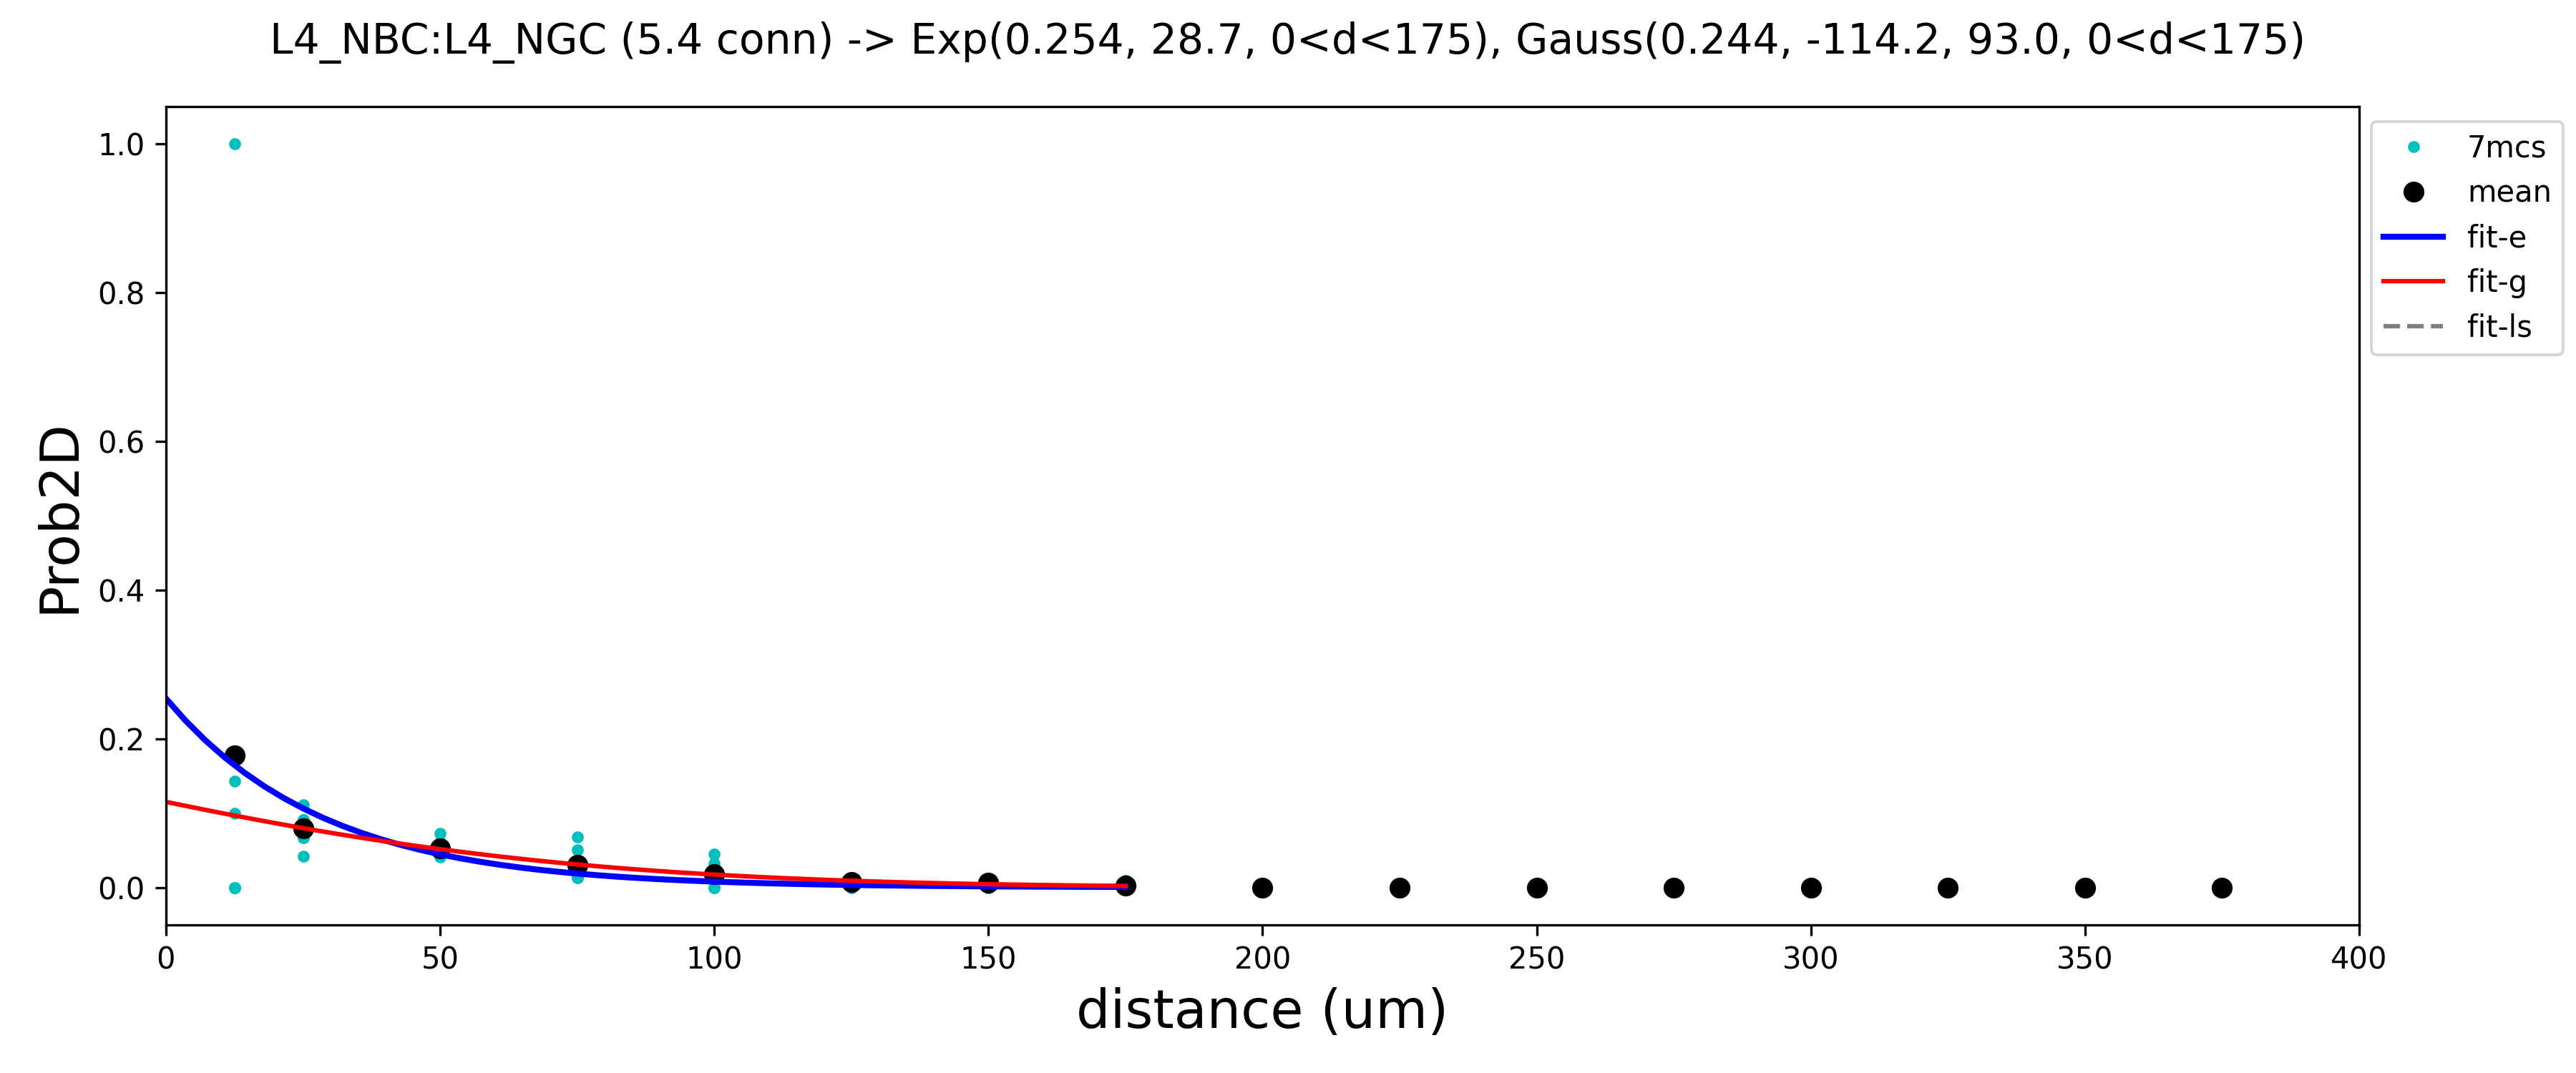 L4_NBC:L4_NGC (5.4 conn) -> Exp(0.254, 28.7, 0<d<175), Gauss(0.244, -114.2, 93.0, 0<d<175)
1.0
0.8
0.6
0.4
0.2
0.0
Prob2D
0 50 100 150 200 250 300 350 400
distance (um)
7mcs
mean
fit-e
fit-g
fit-ls